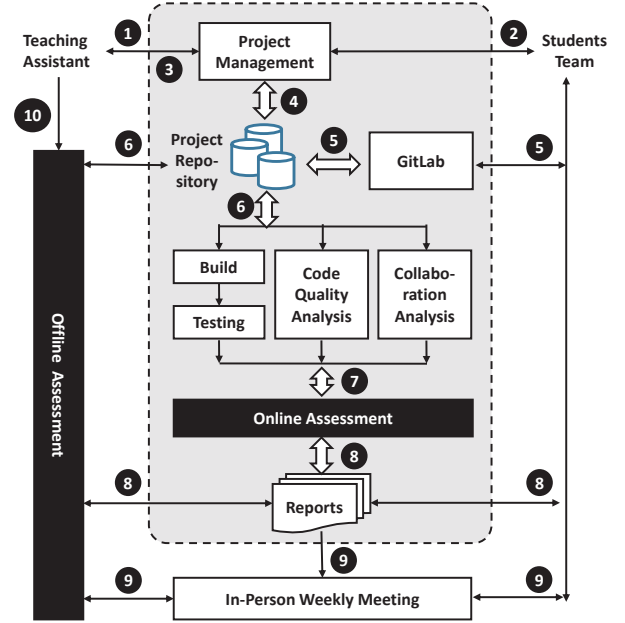 1
2
Teaching
Assistant
Project
Management
Students
Team
3
4
10
6
Project
Repo-
sitory
5
GitLab
5
6
Build
Testing
Code
Quality
Analysis
Collabo-
ration
Analysis
Offline Assessment
7
Online Assessment
8
8
Reports
8
9
9
In-Person Weekly Meeting
9